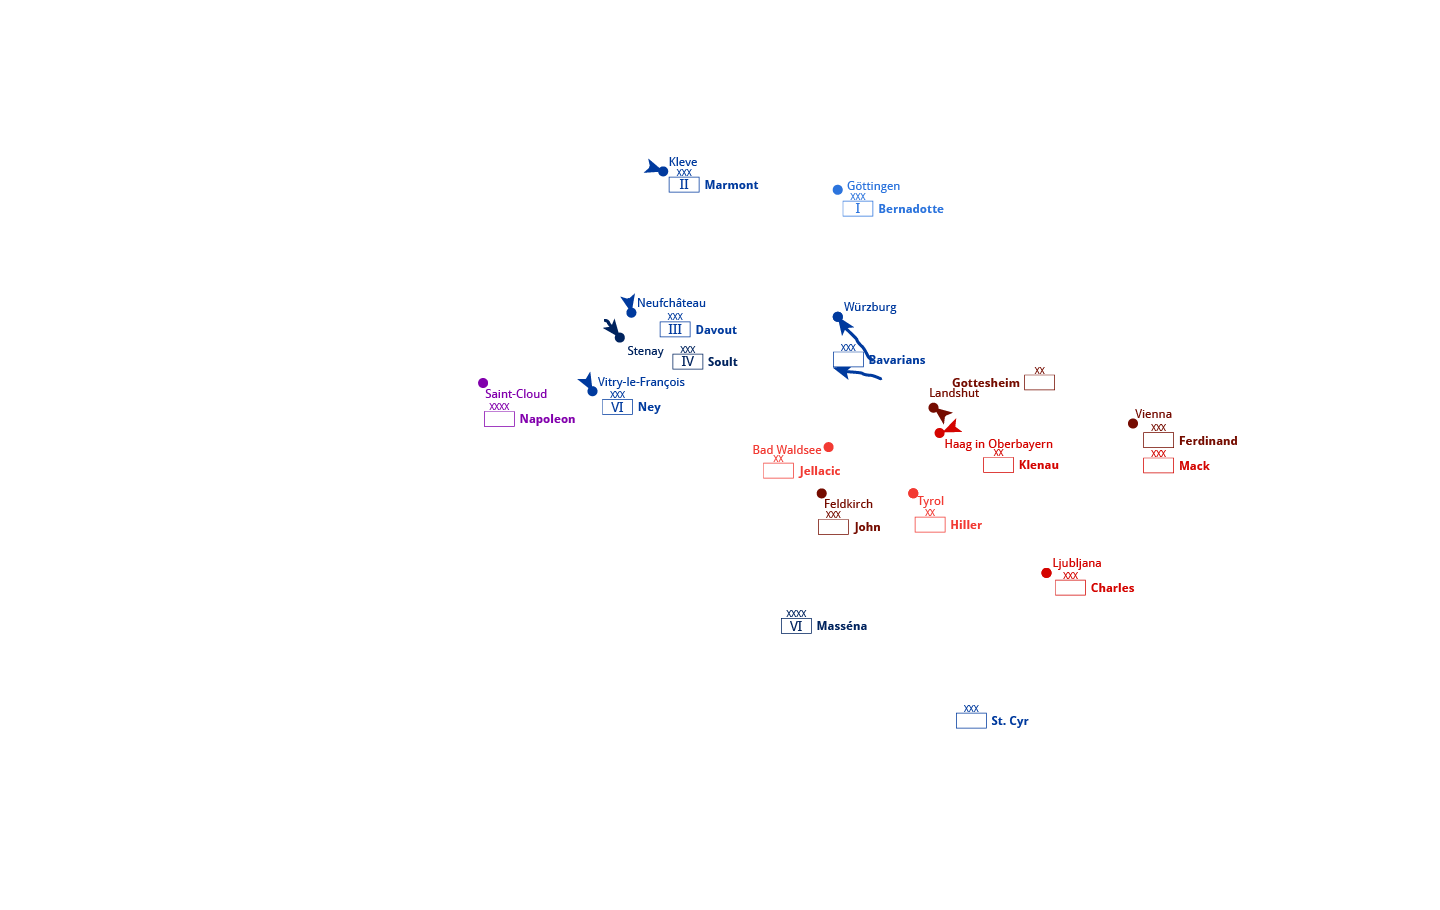 Kleve
XXX
II Marmont
Göttingen
XXX
I Bernadotte
Neufchâteau
XXX
III Davout
Stenay
XXX
IV Soult
Würzburg
XXX
Bavarians
Saint-Cloud
XXXX
Napoleon
Vitry-le-François
XXX
VI Ney
XX
Gottesheim
Landshut
Haag in Oberbayern
XX
Klenau
Vienna
XXX
Ferdinand
XXX
Mack
Bad Waldsee
XX
Jellacic
Feldkirch
XXX
John
Tyrol
XX
Hiller
Ljubljana
XXX
Charles
XXXX
VI Masséna
XXX
St. Cyr